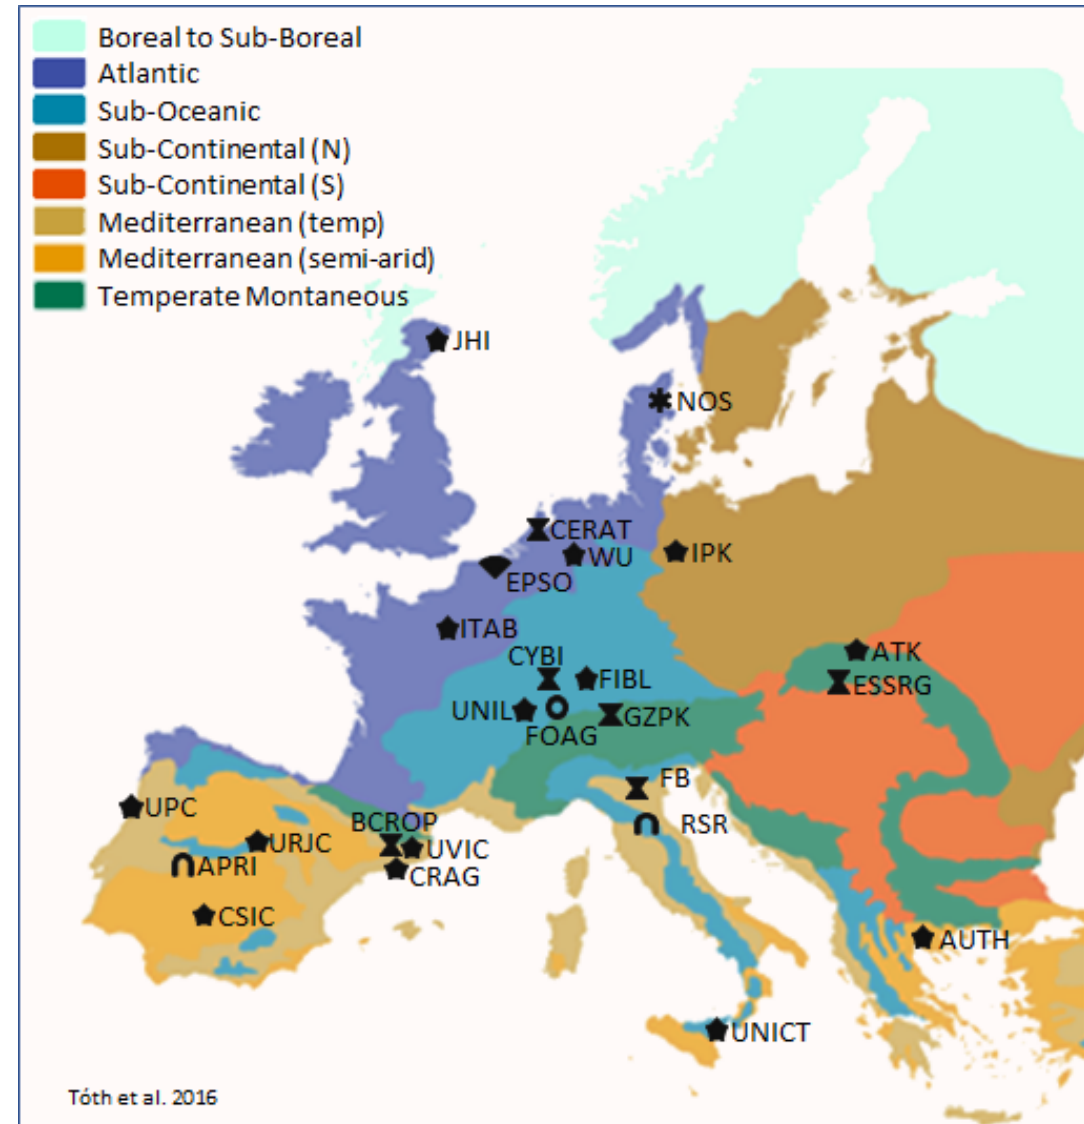 Boreal to Sub-Boreal
Atlantic
Sub-Oceanic
Sub-Continental (N)
Sub-Continental (S)
Mediterranean (temp)
Mediterranean (semi-arid)
Temperate Montaneous
JHI
NOS
CERAT
WU
IPK
EPSO
ITAB
CYBI
ATK
FIBL
ESSRG
UNIL
GZPK
FOAG
FB
UPC
BCROP
RSR
URJC
UVIC
APRI
CRAG
CSIC
AUTH
UNICT
Tóth et al. 2016